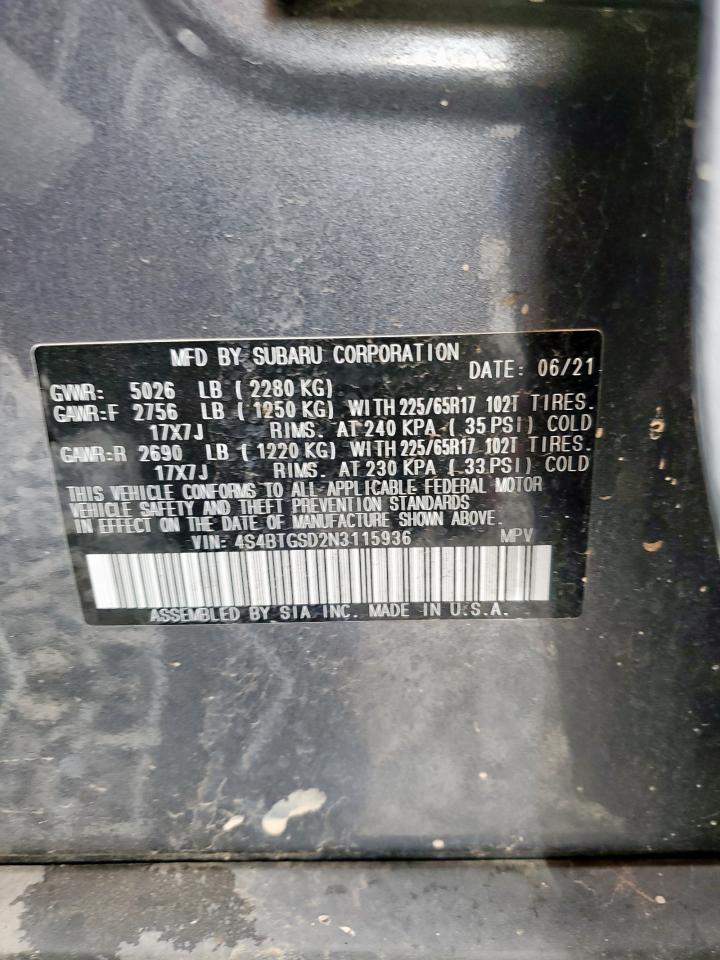 MFD BY SUBARU CORPORATION
DATE: 06/21
GVWR: 5026 LB ( 2280 KG)
GAWR:F 2756 LB ( 1250 KG) WITH 225/65R17 102T TIRES.
17X7J RIMS. AT 240 KPA ( 35 PSI) COLD
GAWR:R 2690 LB ( 1220 KG) WITH 225/65R17 102T TIRES.
17X7J RIMS. AT 230 KPA ( 33 PSI) COLD
THIS VEHICLE CONFORMS TO ALL APPLICABLE FEDERAL MOTOR
VEHICLE SAFETY AND THEFT PREVENTION STANDARDS
IN EFFECT ON THE DATE OF MANUFACTURE SHOWN ABOVE.
VIN: 4S4BTGSD2N3115936 MPV
ASSEMBLED BY SIA INC. MADE IN U.S.A.